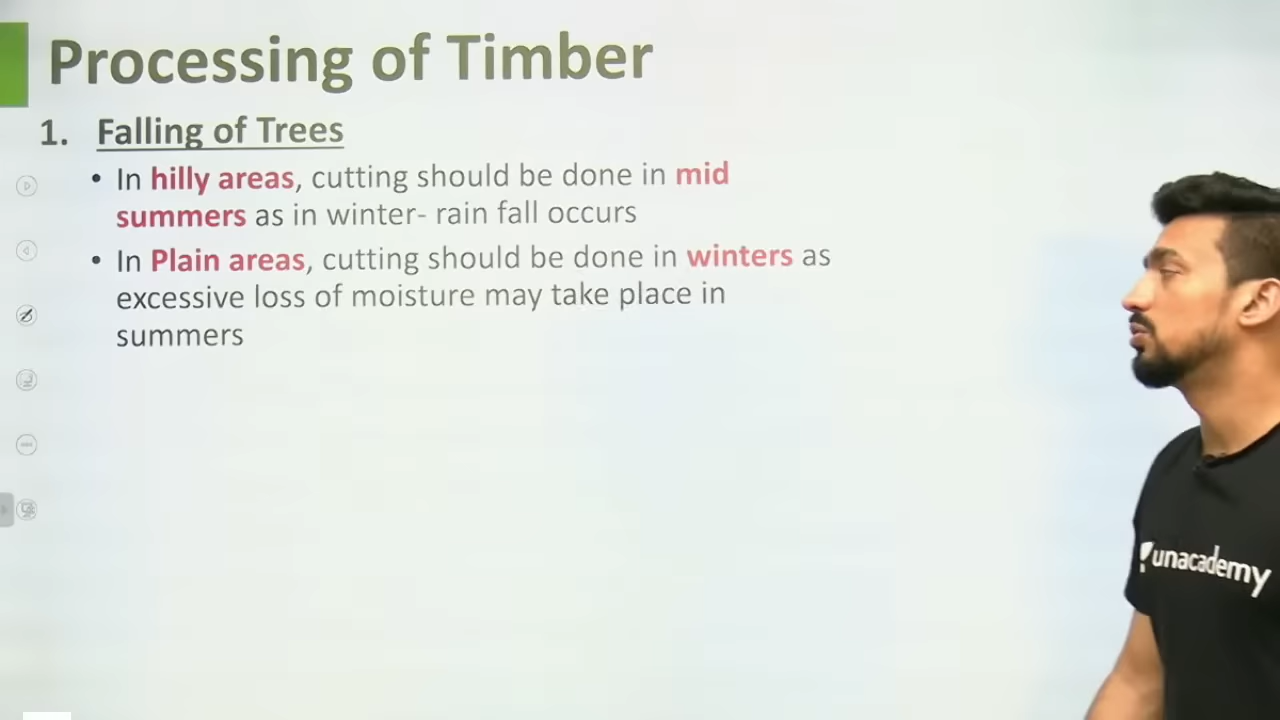 Processing of Timber
1. Falling of Trees
• In hilly areas, cutting should be done in mid
summers as in winter- rain fall occurs
• In Plain areas, cutting should be done in winters as
excessive loss of moisture may take place in
summers
unacademy